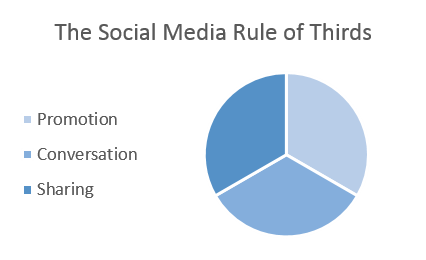 The Social Media Rule of Thirds
Promotion
Conversation
Sharing